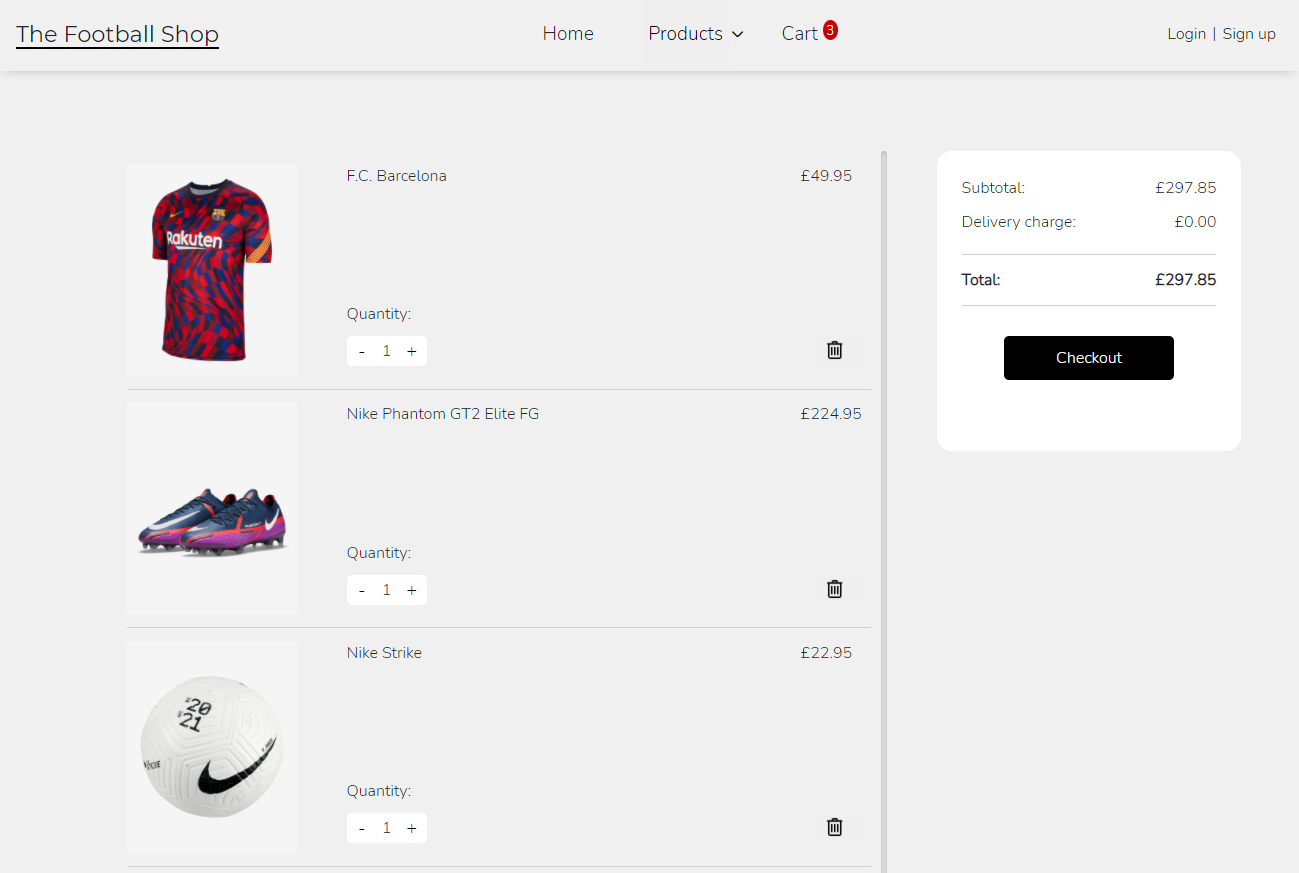 The Football Shop
Home
Products
Cart 3
Login | Sign up
F.C. Barcelona
£49.95
Rakuten
Quantity:
- 1 +
Nike Phantom GT2 Elite FG
£224.95
Quantity:
- 1 +
Nike Strike
£22.95
20
21
Quantity:
- 1 +
Subtotal:
£297.85
Delivery charge:
£0.00
Total:
£297.85
Checkout